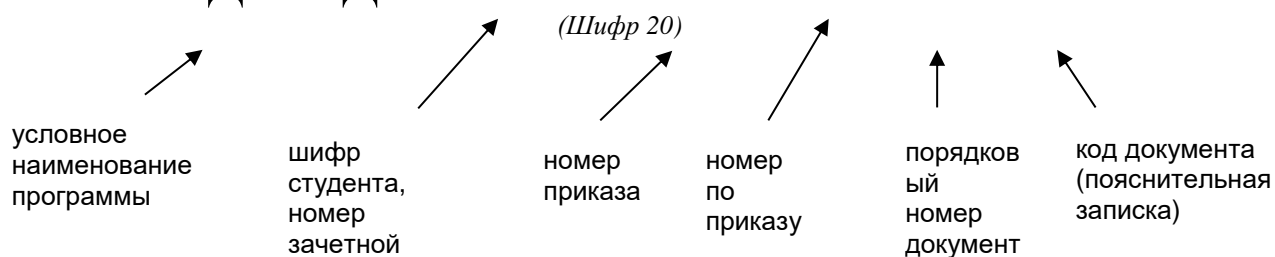 (Шифр 20)
условное
наименование
программы
шифр
студента,
номер
зачетной
номер
приказа
номер
по
приказу
порядков
ый
номер
документ
код документа
(пояснительная
записка)